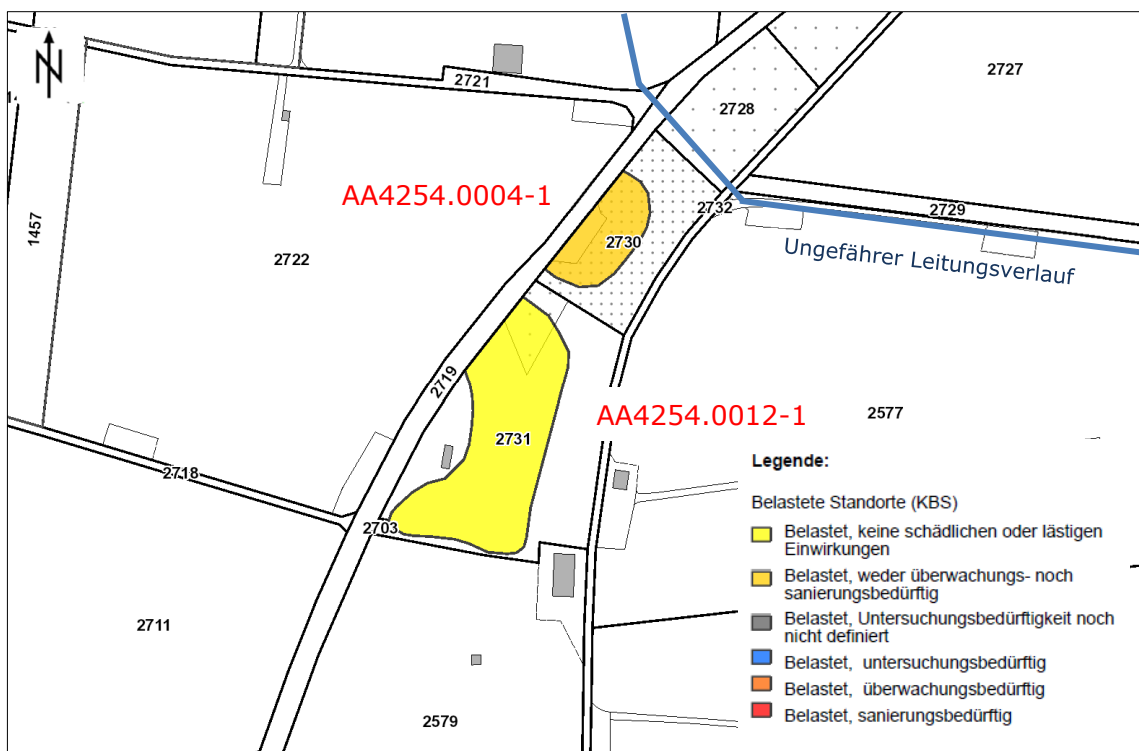 N
2721
2727
2728
AA4254.0004-1
1457
2732
2729
2730
2722
Ungefährer Leitungsverlauf
2719
AA4254.0012-1
2577
2731
Legende:
2718
Belastete Standorte (KBS)
2703
Belastet, keine schädlichen oder lästigen
Einwirkungen
Belastet, weder überwachungs- noch
sanierungsbedürftig
Belastet, Untersuchungsbedürftigkeit noch
nicht definiert
2711
Belastet, untersuchungsbedürftig
Belastet, überwachungsbedürftig
2579
Belastet, sanierungsbedürftig